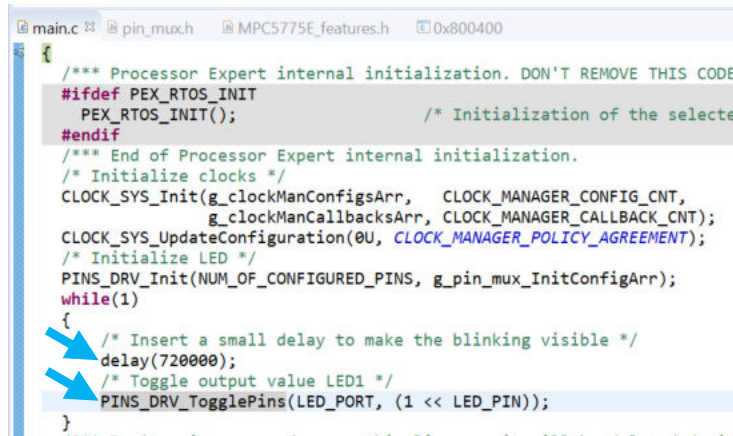 main.c pin_mux.h MPC5775E_features.h 0x800400
{
/*** Processor Expert internal initialization. DON'T REMOVE THIS CODE
#ifdef PEX_RTOS_INIT
PEX_RTOS_INIT(); /* Initialization of the selecte
#endif
/*** End of Processor Expert internal initialization.
/* Initialize clocks */
CLOCK_SYS_Init(g_clockManConfigsArr, CLOCK_MANAGER_CONFIG_CNT,
g_clockManCallbacksArr, CLOCK_MANAGER_CALLBACK_CNT);
CLOCK_SYS_UpdateConfiguration(0U, CLOCK_MANAGER_POLICY_AGREEMENT);
/* Initialize LED */
PINS_DRV_Init(NUM_OF_CONFIGURED_PINS, g_pin_mux_InitConfigArr);
while(1)
{
/* Insert a small delay to make the blinking visible */
delay(720000);
/* Toggle output value LED1 */
PINS_DRV_TogglePins(LED_PORT, (1 << LED_PIN));
}